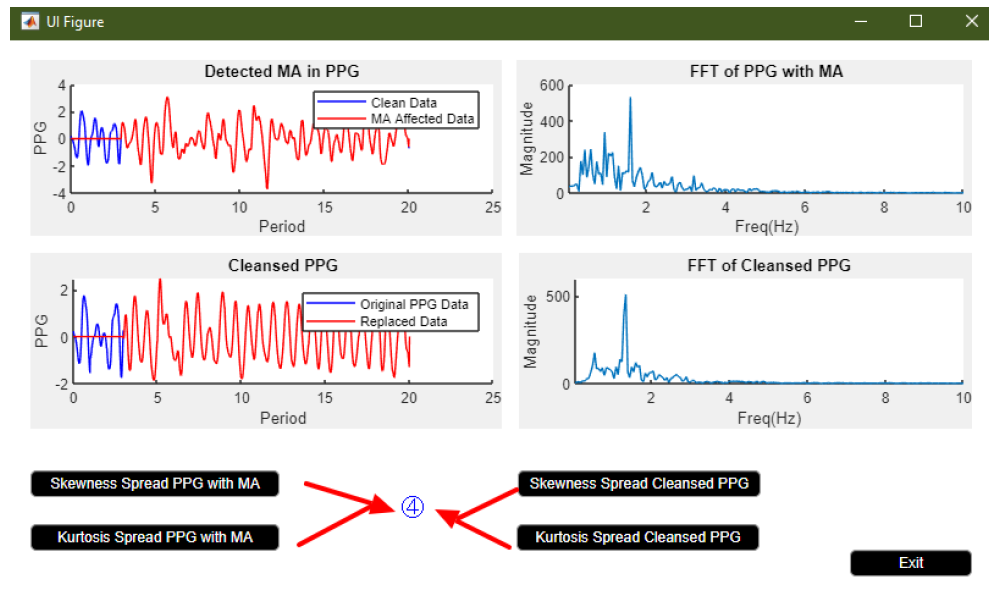 UI Figure
Detected MA in PPG
4
2
0
-2
-4
PPG
Clean Data
MA Affected Data
0 5 10 15 20 25
Period
FFT of PPG with MA
600
400
200
0
Magnitude
2 4 6 8 10
Freq(Hz)
Cleansed PPG
2
0
-2
PPG
Original PPG Data
Replaced Data
0 5 10 15 20 25
Period
FFT of Cleansed PPG
500
0
Magnitude
2 4 6 8 10
Freq(Hz)
Skewness Spread PPG with MA
Kurtosis Spread PPG with MA
④
Skewness Spread Cleansed PPG
Kurtosis Spread Cleansed PPG
Exit